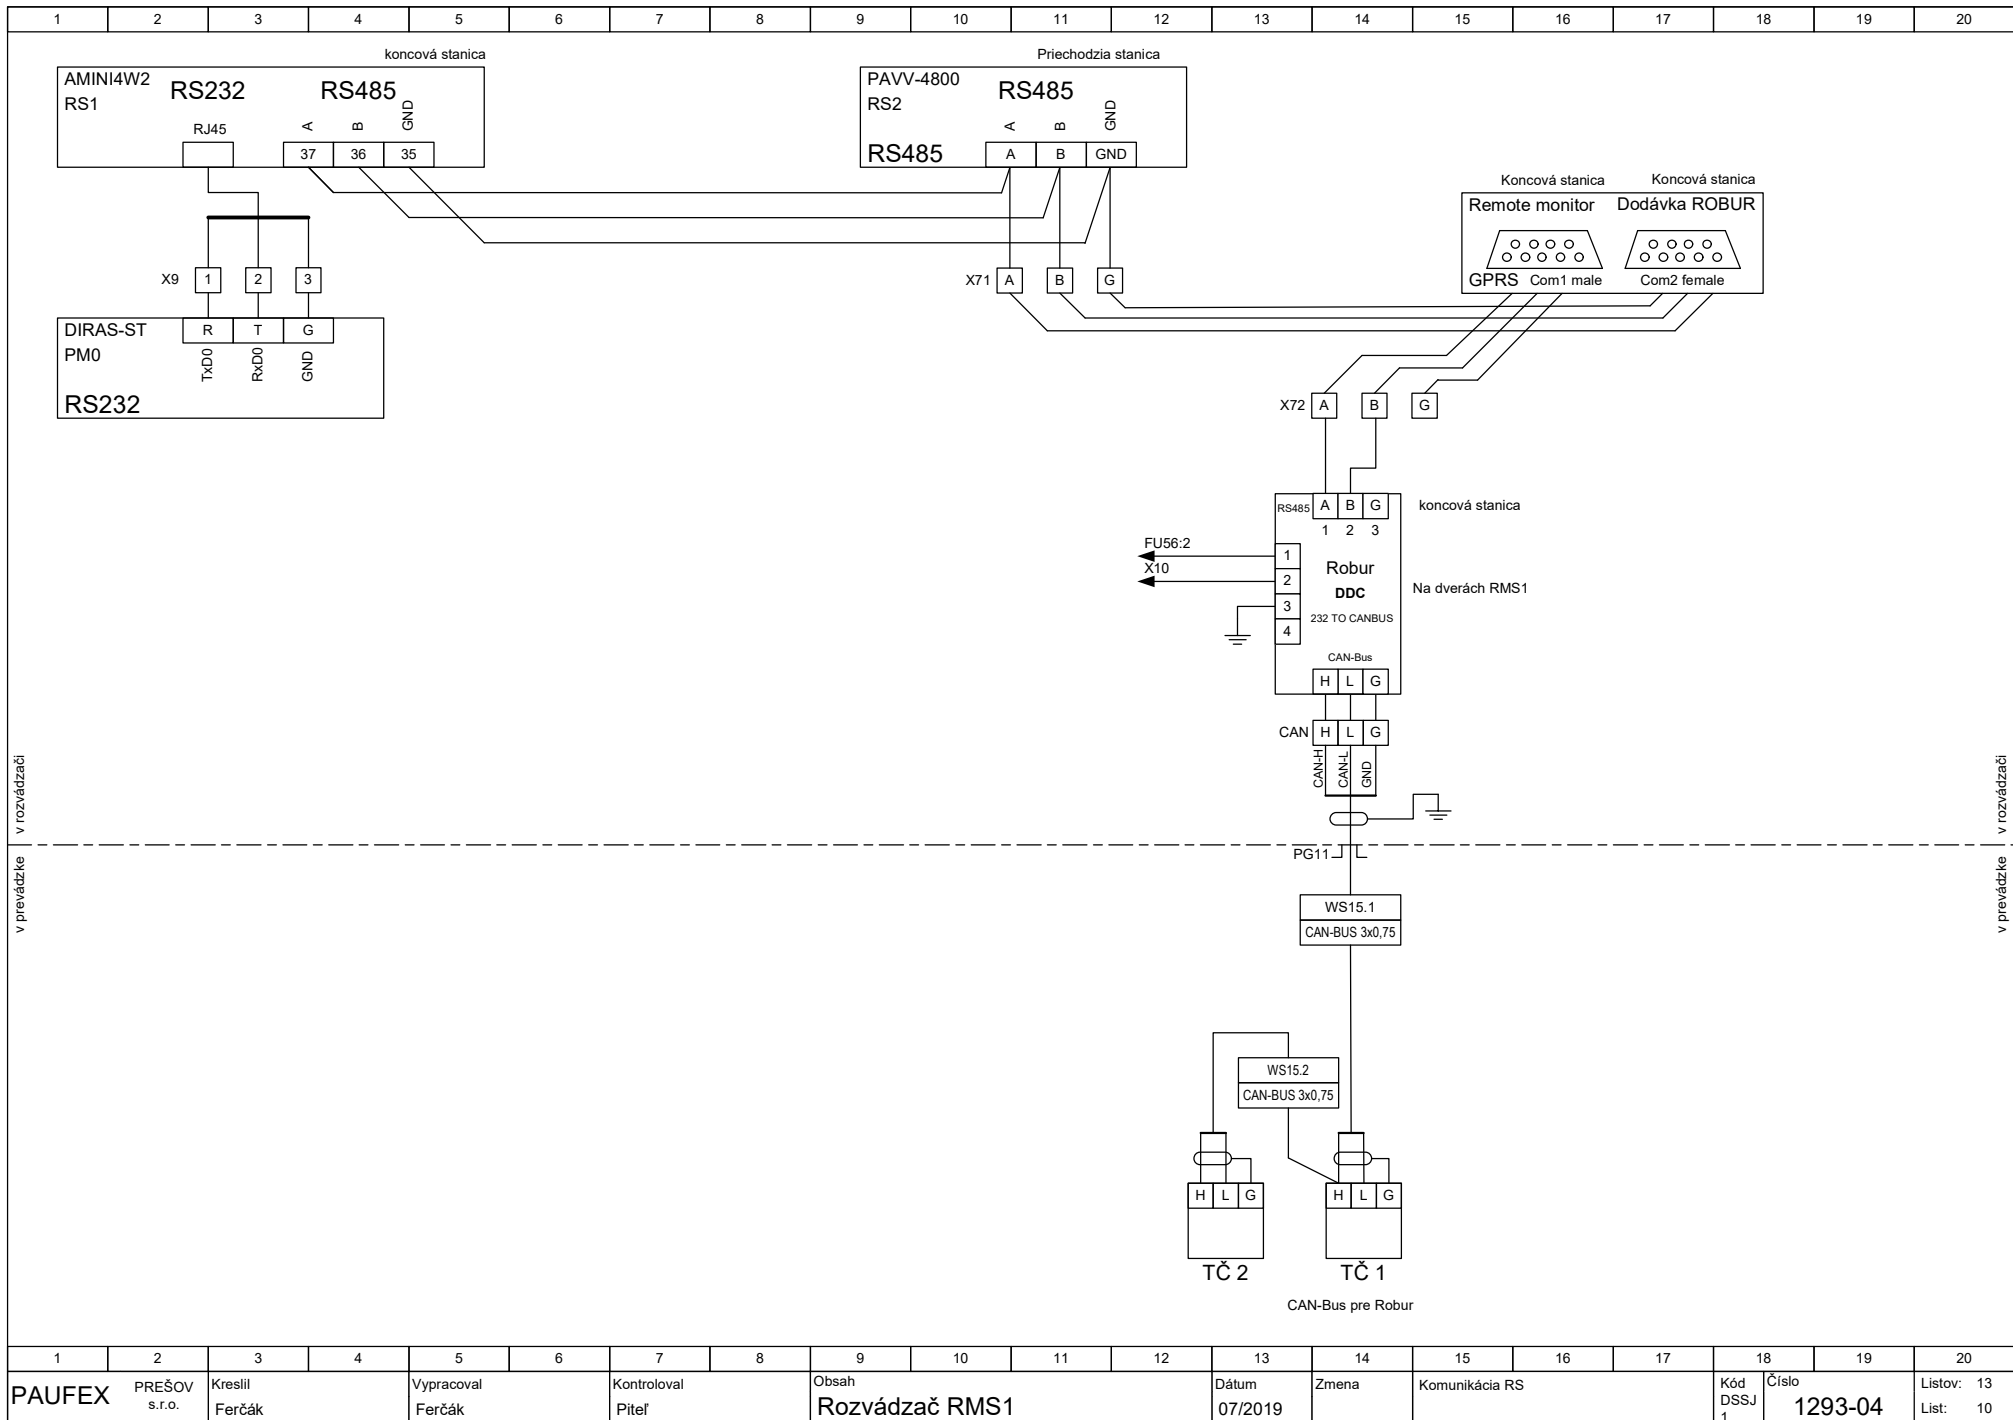 1 2 3 4 5 6 7 8 9 10 11 12 13 14 15 16 17 18 19 20
koncová stanica
AMINI4W2
RS1
RS232
RS485
RJ45
A B GND
37 36 35
Priechodzia stanica
PAVV-4800
RS2
RS485
A B GND
RS485
A B GND
X9 1 2 3
DIRAS-ST
PM0
R T G
TxD0 RxD0 GND
RS232
X71 A B G
Koncová stanica Koncová stanica
Remote monitor Dodávka ROBUR
GPRS Com1 male Com2 female
X72 A B G
RS485 A B G
1 2 3
koncová stanica
FU56:2
X10
1
2
3
4
Robur
DDC
232 TO CANBUS
Na dverách RMS1
CAN-Bus
H L G
CAN H L G
CAN-H CAN-L GND
v rozvádzači
v rozvádzači
PG11
v prevádzke
v prevádzke
WS15.1
CAN-BUS 3x0,75
WS15.2
CAN-BUS 3x0,75
H L G
H L G
TČ 2
TČ 1
CAN-Bus pre Robur
1 2 3 4 5 6 7 8 9 10 11 12 13 14 15 16 17 18 19 20
PAUFEX
PREŠOV
s.r.o.
Kreslil
Ferčák
Vypracoval
Ferčák
Kontroloval
Piteľ
Obsah
Rozvádzač RMS1
Dátum
07/2019
Zmena
Komunikácia RS
Kód
DSSJ
1
Číslo
1293-04
Listov: 13
List: 10